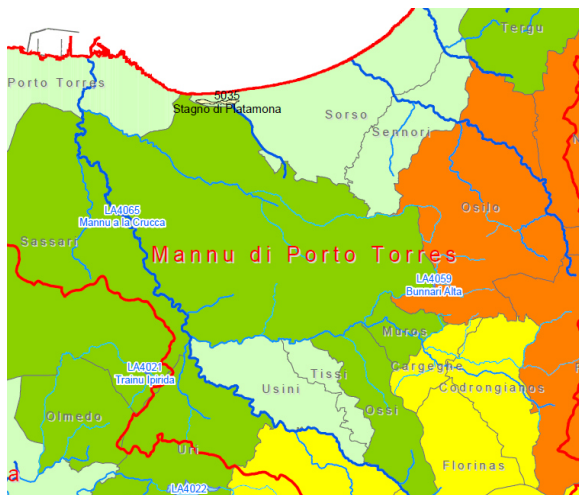 Tergu
Porto Torres
5035
Stagno di Platamona
Sorso
Sennori
Osilo
LA4065
Mannu a la Crucca
Sassari
Mannu di Porto Torres
LA4059
Bunnari Alta
Muros
LA4021
Trainu Ipirida
Tissi
Cargeghe
Usini
Codrongianos
Olmedo
Ossi
Uri
Florinas
a
LA4022